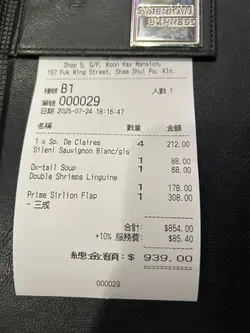 AMERICAN
EXPRESS
Shop 5, G/F, Koon Kay Mansion,
157 Fuk Wing Street, Sham Shui Po, Kln.
檯號 B1 人數 1
單號 000029
日期 2025-07-24 18:16:47
名稱 數量 金額
1 x Sp. De Claires 4 212.00
Sileni Sauvignon Blanc/gls
1 88.00
Ox-tail Soup 1 68.00
Double Shrimps Linguine
1 178.00
Prime Sirlion Flap 1 308.00
- 三成
合計: $854.00
+10% 服務費: $85.40
總金額: $ 939.00
000029